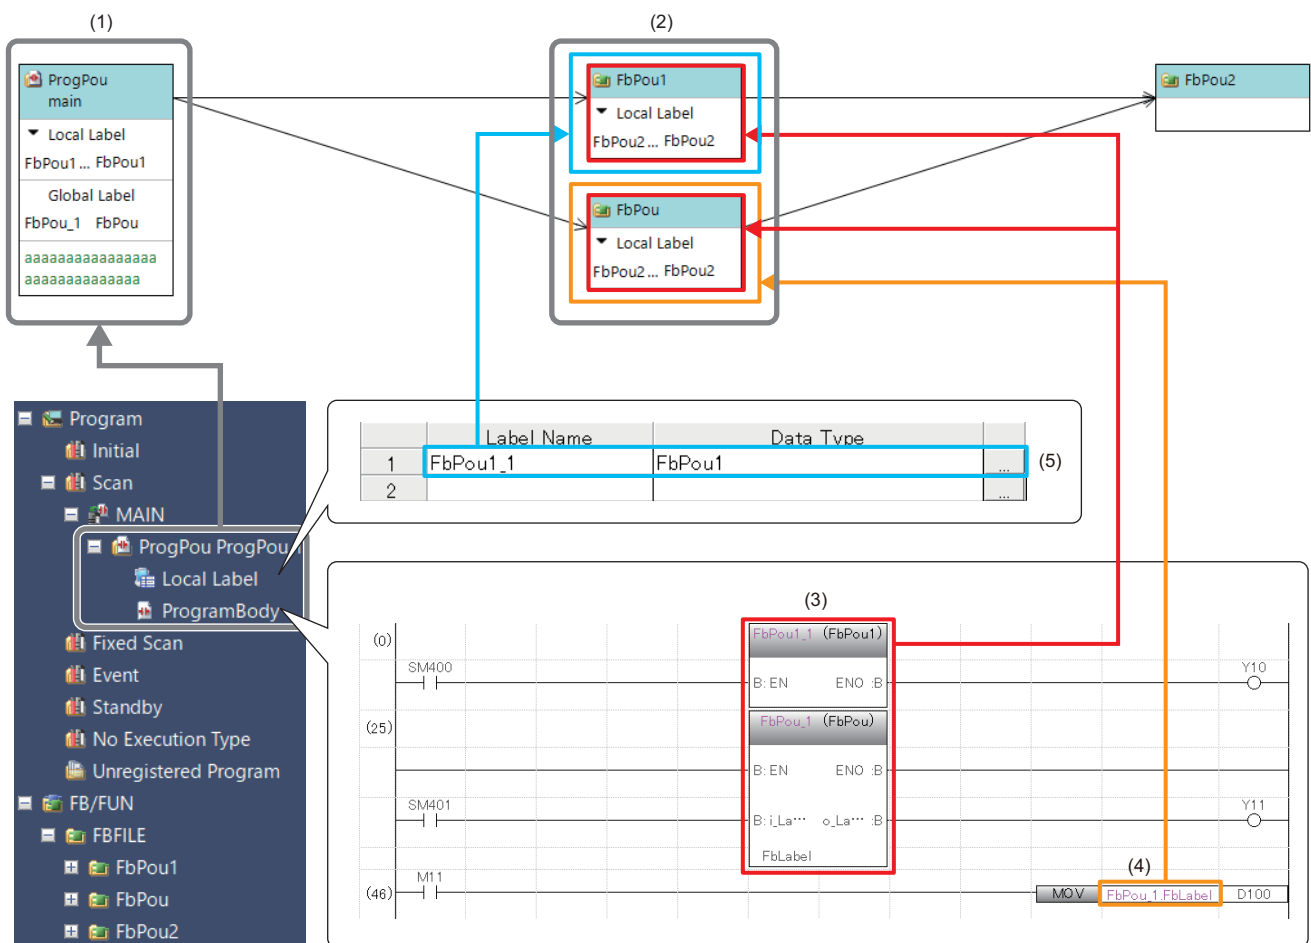 (1)
(2)
ProgPou
main
Local Label
FbPou1... FbPou1
Global Label
FbPou_1 FbPou
aaaaaaaaaaaaaaaa
aaaaaaaaaaaaaa
FbPou1
Local Label
FbPou2... FbPou2
FbPou
Local Label
FbPou2... FbPou2
FbPou2
Program
Initial
Scan
MAIN
ProgPou ProgPou
Local Label
ProgramBody
Fixed Scan
Event
Standby
No Execution Type
Unregistered Program
FB/FUN
FBFILE
FbPou1
FbPou
FbPou2
Label Name Data Type
1 FbPou1_1 FbPou1 ...
2 ...
(5)
(3)
(0)
FbPou1_1 (FbPou1)
SM400 Y10
B:EN ENO:B
(25)
FbPou_1 (FbPou)
B:EN ENO:B
SM401 Y11
B:i_La… o_La…:B
FbLabel
(4)
M11
(46) MOV FbPou_1.FbLabel D100